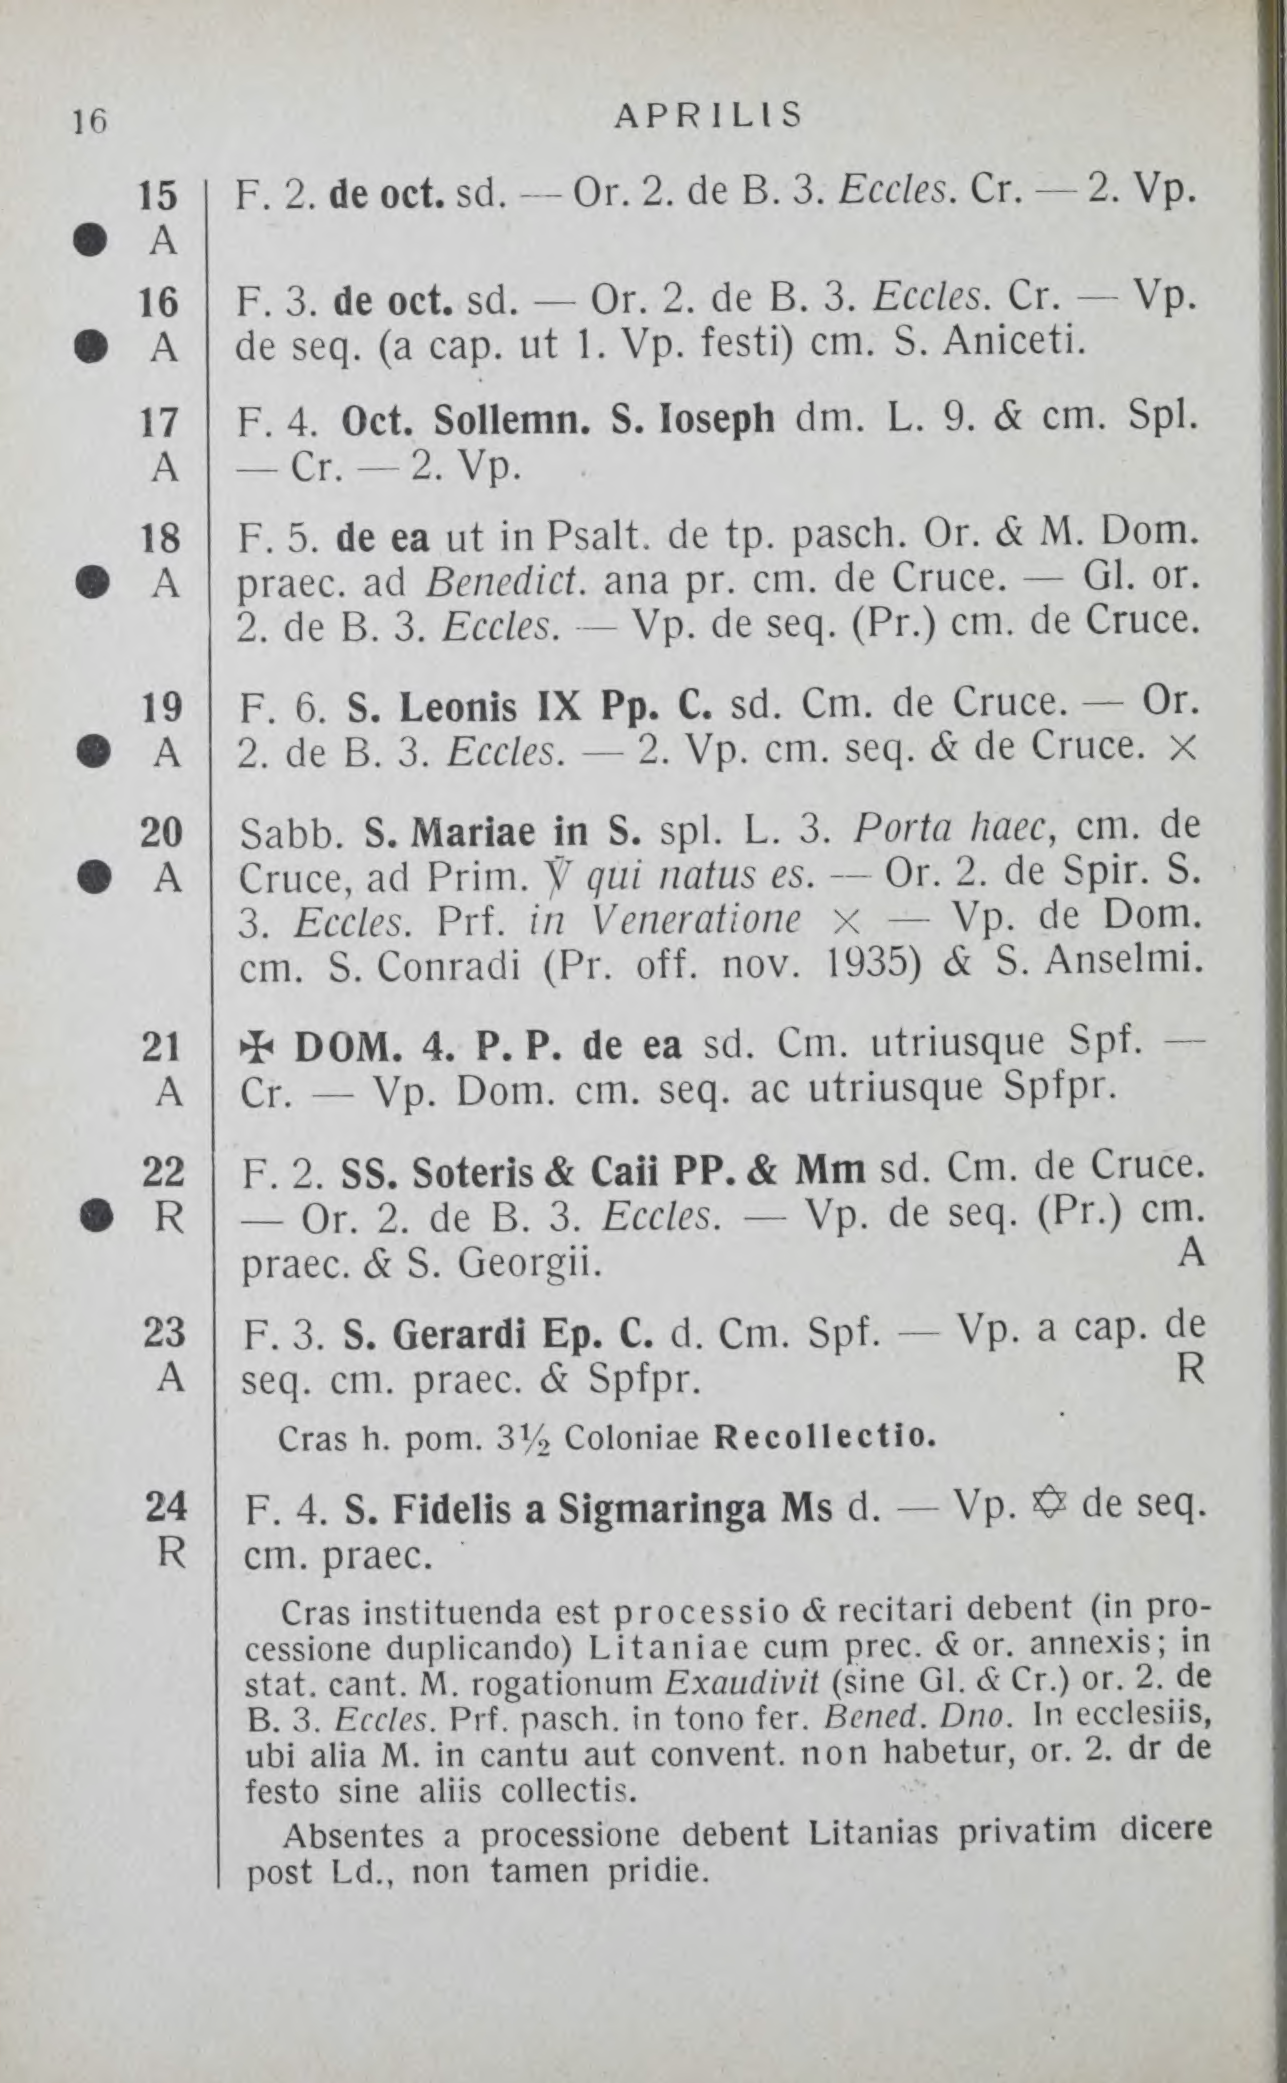 16 APRILIS
15 F. 2. de oct. sd. — Or. 2. de B. 3. Eccles. Cr. — 2. Vp.
● A
16 F. 3. de oct. sd. — Or. 2. de B. 3. Eccles. Cr. — Vp.
● A de seq. (a cap. ut 1. Vp. festi) cm. S. Aniceti.
17 F. 4. Oct. Sollemn. S. Ioseph dm. L. 9. & cm. Spl.
A — Cr. — 2. Vp.
18 F. 5. de ea ut in Psalt. de tp. pasch. Or. & M. Dom.
● A praec. ad Benedict. ana pr. cm. de Cruce. — Gl. or.
2. de B. 3. Eccles. — Vp. de seq. (Pr.) cm. de Cruce.
19 F. 6. S. Leonis IX Pp. C. sd. Cm. de Cruce. — Or.
● A 2. de B. 3. Eccles. — 2. Vp. cm. seq. & de Cruce. ×
20 Sabb. S. Mariae in S. spl. L. 3. Porta haec, cm. de
● A Cruce, ad Prim. ℣ qui natus es. — Or. 2. de Spir. S.
3. Eccles. Prf. in Veneratione × — Vp. de Dom.
cm. S. Conradi (Pr. off. nov. 1935) & S. Anselmi.
21 ✠ DOM. 4. P. P. de ea sd. Cm. utriusque Spf. —
A Cr. — Vp. Dom. cm. seq. ac utriusque Spfpr.
22 F. 2. SS. Soteris & Caii PP. & Mm sd. Cm. de Cruce.
● R — Or. 2. de B. 3. Eccles. — Vp. de seq. (Pr.) cm.
praec. & S. Georgii. A
23 F. 3. S. Gerardi Ep. C. d. Cm. Spf. — Vp. a cap. de
A seq. cm. praec. & Spfpr. R
Cras h. pom. 3½ Coloniae Recollectio.
24 F. 4. S. Fidelis a Sigmaringa Ms d. — Vp. ✡ de seq.
R cm. praec.
Cras instituenda est processio & recitari debent (in pro-
cessione duplicando) Litaniae cum prec. & or. annexis; in
stat. cant. M. rogationum Exaudivit (sine Gl. & Cr.) or. 2. de
B. 3. Eccles. Prf. pasch. in tono fer. Bened. Dno. In ecclesiis,
ubi alia M. in cantu aut convent. non habetur, or. 2. dr de
festo sine aliis collectis.
Absentes a processione debent Litanias privatim dicere
post Ld., non tamen pridie.